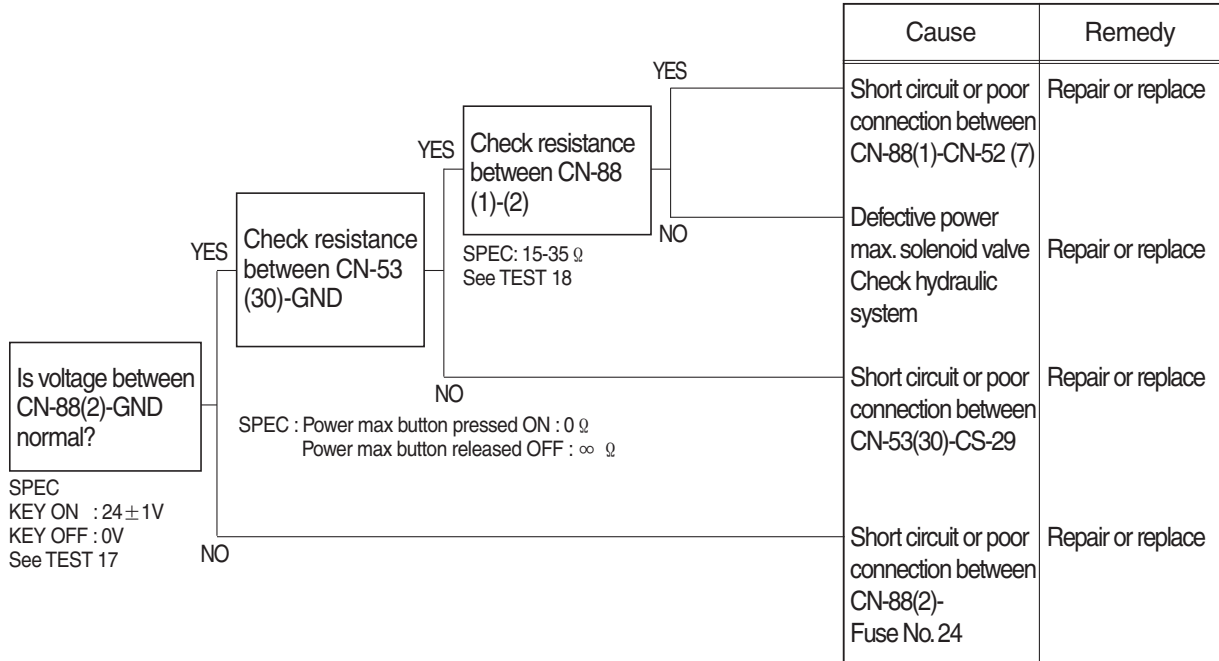 Cause
Remedy
YES
Short circuit or poor
connection between
CN-88(1)-CN-52 (7)
Repair or replace
YES
Check resistance
between CN-88
(1)-(2)
SPEC: 15-35 Ω
See TEST 18
NO
Defective power
max. solenoid valve
Check hydraulic
system
Repair or replace
YES
Check resistance
between CN-53
(30)-GND
NO
SPEC : Power max button pressed ON : 0 Ω
Power max button released OFF : ∞ Ω
Short circuit or poor
connection between
CN-53(30)-CS-29
Repair or replace
Is voltage between
CN-88(2)-GND
normal?
SPEC
KEY ON : 24±1V
KEY OFF : 0V
See TEST 17
NO
Short circuit or poor
connection between
CN-88(2)-
Fuse No. 24
Repair or replace